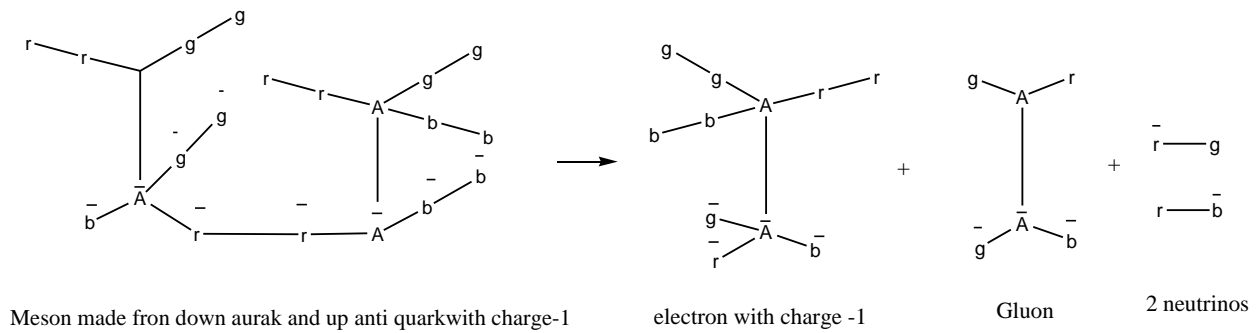 g
r g g g
r r g g r g r
r A A r A
g b b
b b
r̄ g
ḡ
+ +
b̄
Ā b̄ r b̄
b̄ ḡ Ā
r̄ r̄ Ā Ā b̄ ḡ b̄
r̄
Meson made fron down aurak and up anti quarkwith charge-1
electron with charge -1
Gluon
2 neutrinos